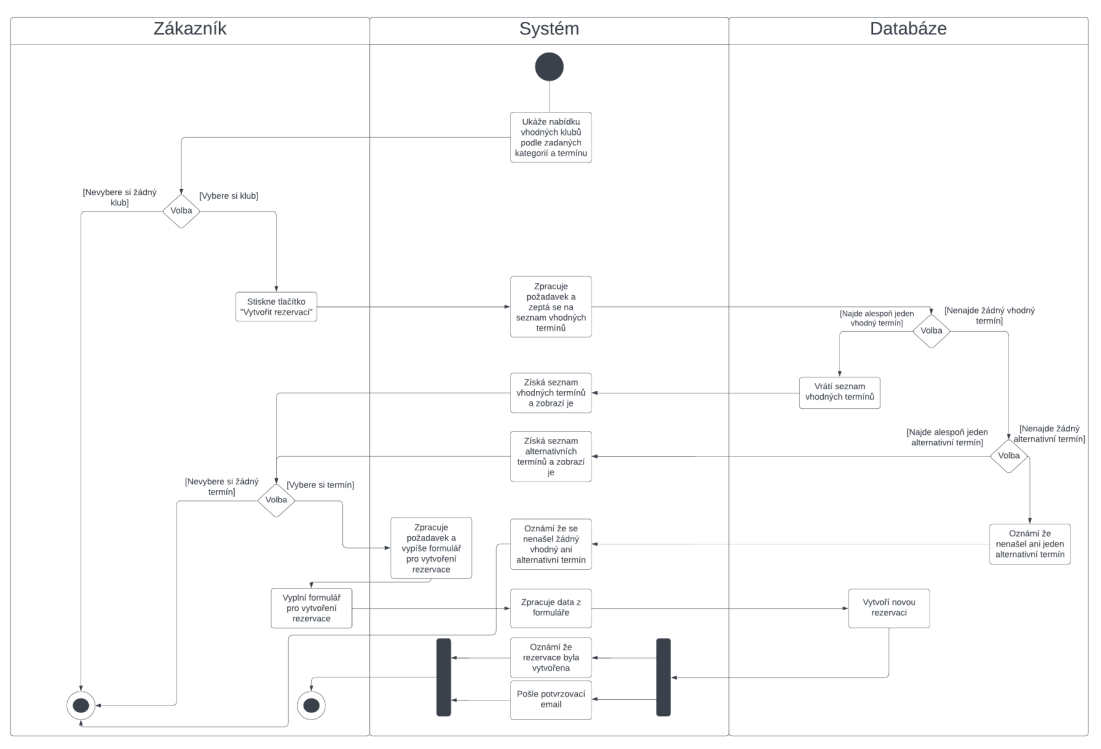 Zákazník
Systém
Databáze
Ukáže nabídku
vhodných klubů
podle zadaných
kategorií a termínu
[Nevybere si žádný
klub]
[Vybere si klub]
Volba
Stiskne tlačítko
"Vytvořit rezervaci"
Zpracuje
požadavek a
zeptá se na
seznam vhodných
termínů
[Najde alespoň jeden
vhodný termín]
[Nenajde žádný vhodný
termín]
Volba
Vrátí seznam
vhodných termínů
Získá seznam
vhodných termínů
a zobrazí je
[Najde alespoň jeden
alternativní termín]
[Nenajde žádný
alternativní termín]
Volba
Získá seznam
alternativních
termínů a zobrazí
je
[Nevybere si žádný
termín]
[Vybere si termín]
Volba
Zpracuje
požadavek a
vypíše formulář
pro vytvoření
rezervace
Oznámí že se
nenašel žádný
vhodný ani
alternativní termín
Oznámí že
nenašel ani jeden
alternativní termín
Vyplní formulář
pro vytvoření
rezervace
Zpracuje data z
formuláře
Vytvoří novou
rezervaci
Oznámí že
rezervace byla
vytvořena
Pošle potvrzovací
email